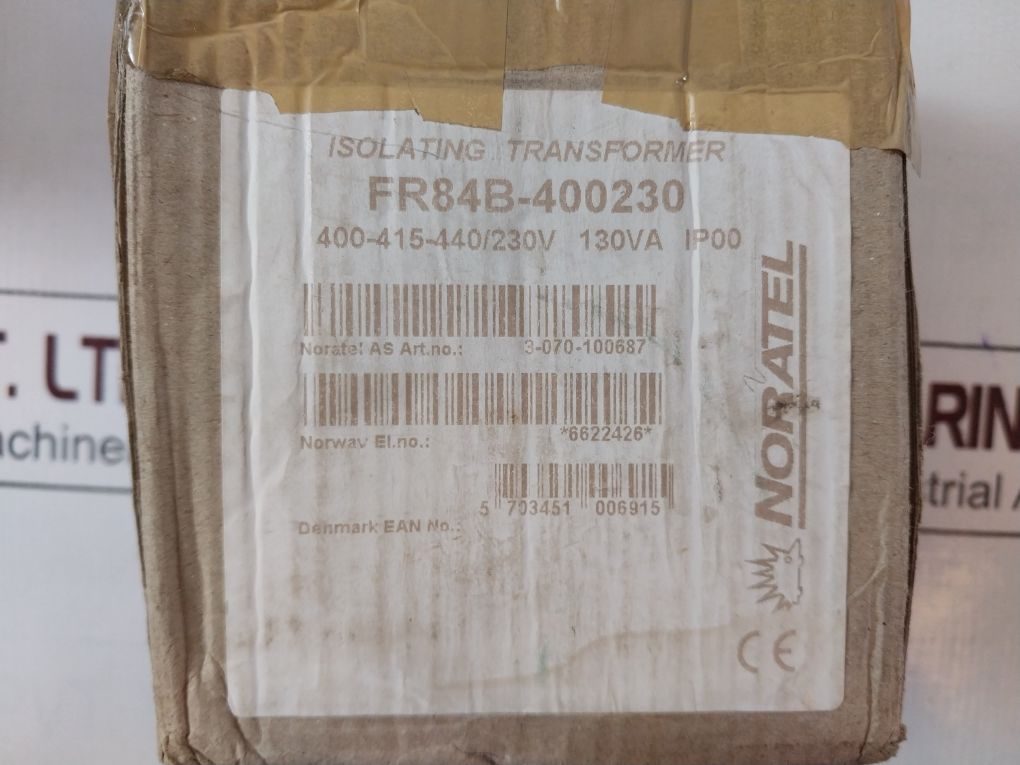 ISOLATING TRANSFORMER
FR84B-400230
400-415-440/230V 130VA IP00
Noratel AS Art.no.: 3-070-100687
*6622426*
Norway El.no.:
5 703451 006915
Denmark EAN No.:
NORATEL
CE
T. LT
achine
RIN
trial A